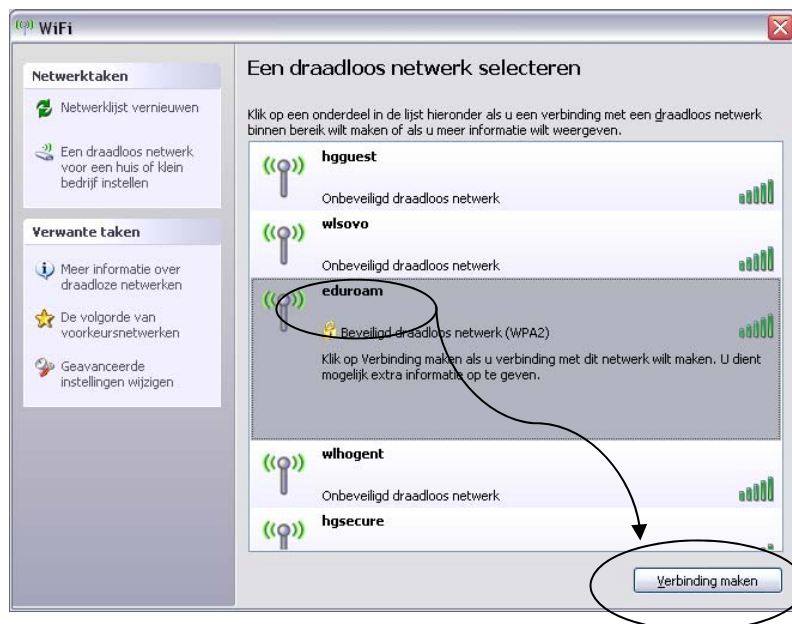 WiFi
Netwerktaken
Netwerklijst vernieuwen
Een draadloos netwerk
voor een huis of klein
bedrijf instellen
Verwante taken
Meer informatie over
draadloze netwerken
De volgorde van
voorkeursnetwerken
Geavanceerde
instellingen wijzigen
Een draadloos netwerk selecteren
Klik op een onderdeel in de lijst hieronder als u een verbinding met een draadloos netwerk
binnen bereik wilt maken of als u meer informatie wilt weergeven.
hgguest
Onbeveiligd draadloos netwerk
wlsovo
Onbeveiligd draadloos netwerk
eduroam
Beveiligd draadloos netwerk (WPA2)
Klik op Verbinding maken als u verbinding met dit netwerk wilt maken. U dient
mogelijk extra informatie op te geven.
wlhogent
Onbeveiligd draadloos netwerk
hgsecure
Verbinding maken